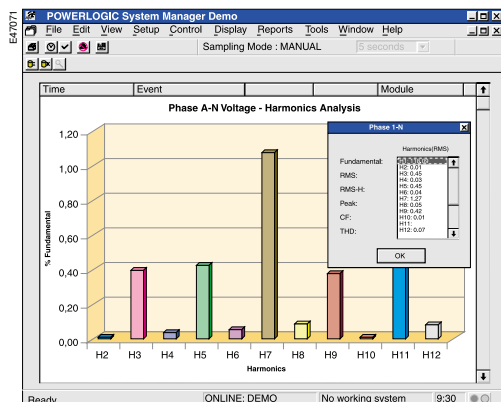 E47071
POWERLOGIC System Manager Demo
File Edit View Setup Control Display Reports Tools Window Help
Sampling Mode : MANUAL 5 seconds
Time Event Module
Phase A-N Voltage - Harmonics Analysis
% Fundamental
1,20
1,00
0,80
0,60
0,40
0,20
0,00
H2 H3 H4 H5 H6 H7 H8 H9 H10 H11 H12
Harmonics
Phase 1-N
Harmonics(RMS)
Fundamental:
RMS:
RMS-H:
Peak:
CF:
THD:
H2: 0.01
H3: 0.45
H4: 0.03
H5: 0.45
H6: 0.04
H7: 1,27
H8: 0.05
H9: 0.42
H10: 0.01
H11:
H12: 0.07
OK
Ready ONLINE: DEMO No working system 9:30